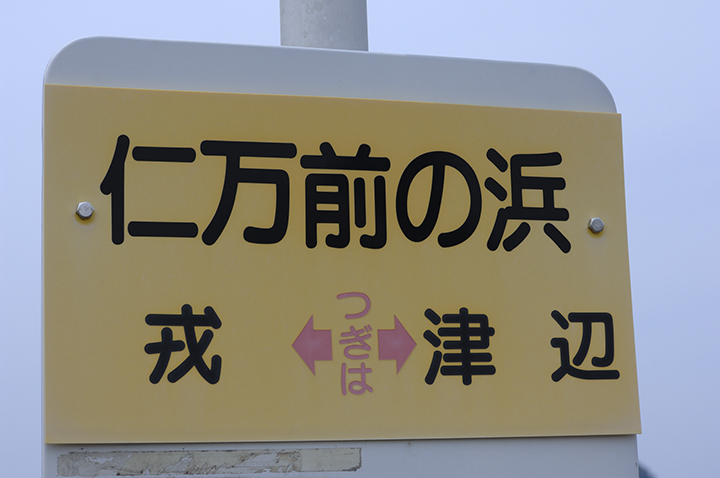 仁万前の浜
戎 つぎは 津辺